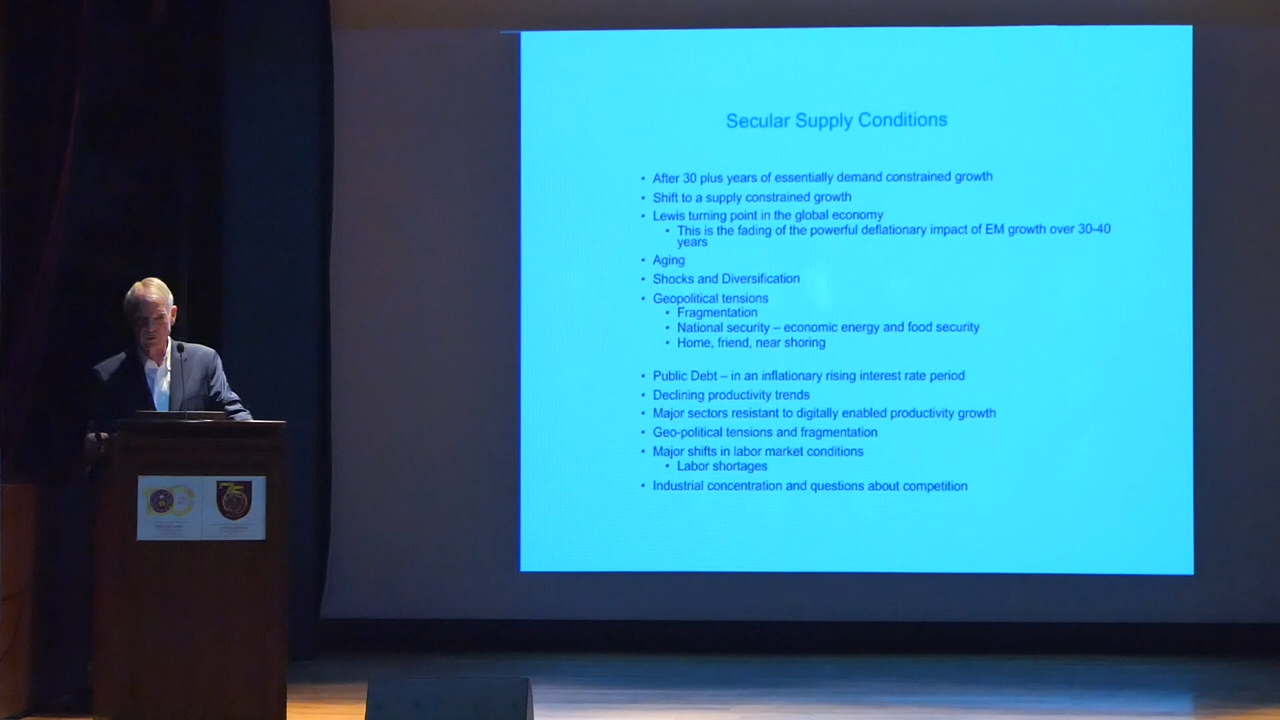 Secular Supply Conditions
• After 30 plus years of essentially demand constrained growth
• Shift to a supply constrained growth
• Lewis turning point in the global economy
• This is the fading of the powerful deflationary impact of EM growth over 30-40
years
• Aging
• Shocks and Diversification
• Geopolitical tensions
• Fragmentation
• National security – economic energy and food security
• Home, friend, near shoring
• Public Debt – in an inflationary rising interest rate period
• Declining productivity trends
• Major sectors resistant to digitally enabled productivity growth
• Geo-political tensions and fragmentation
• Major shifts in labor market conditions
• Labor shortages
• Industrial concentration and questions about competition
100
75